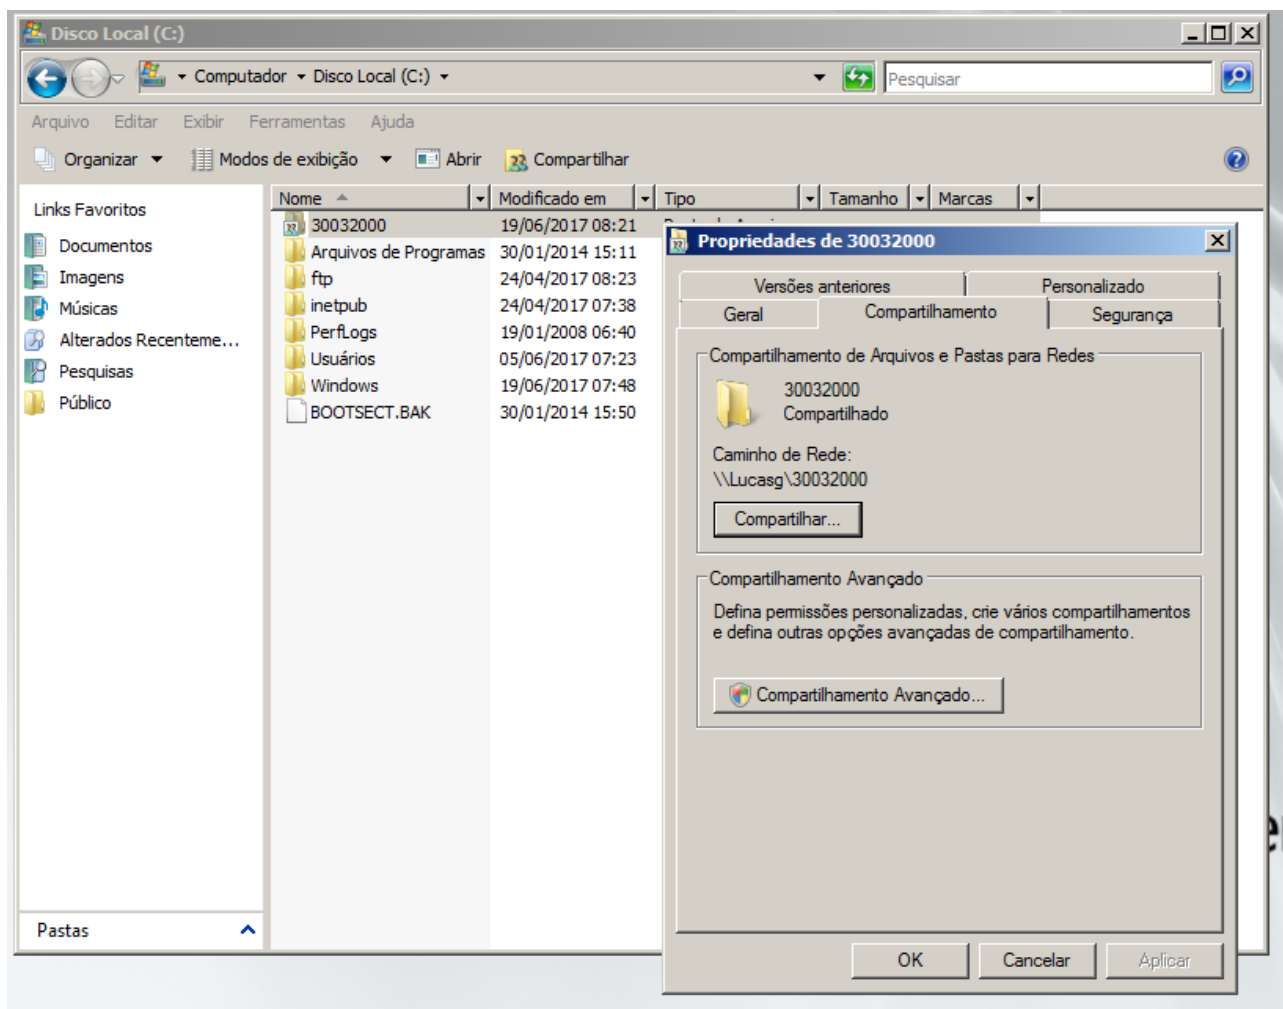 Disco Local (C:)
Computador Disco Local (C:)
Pesquisar
Arquivo Editar Exibir Ferramentas Ajuda
Organizar Modos de exibição Abrir Compartilhar
Links Favoritos
Documentos
Imagens
Músicas
Alterados Recenteme...
Pesquisas
Público
Pastas
Nome Modificado em Tipo Tamanho Marcas
30032000 19/06/2017 08:21
Arquivos de Programas 30/01/2014 15:11
ftp 24/04/2017 08:23
inetpub 24/04/2017 07:38
PerfLogs 19/01/2008 06:40
Usuários 05/06/2017 07:23
Windows 19/06/2017 07:48
BOOTSECT.BAK 30/01/2014 15:50
Propriedades de 30032000
Versões anteriores Personalizado
Geral Compartilhamento Segurança
Compartilhamento de Arquivos e Pastas para Redes
30032000
Compartilhado
Caminho de Rede:
\\Lucasg\30032000
Compartilhar...
Compartilhamento Avançado
Defina permissões personalizadas, crie vários compartilhamentos
e defina outras opções avançadas de compartilhamento.
Compartilhamento Avançado...
OK Cancelar Aplicar